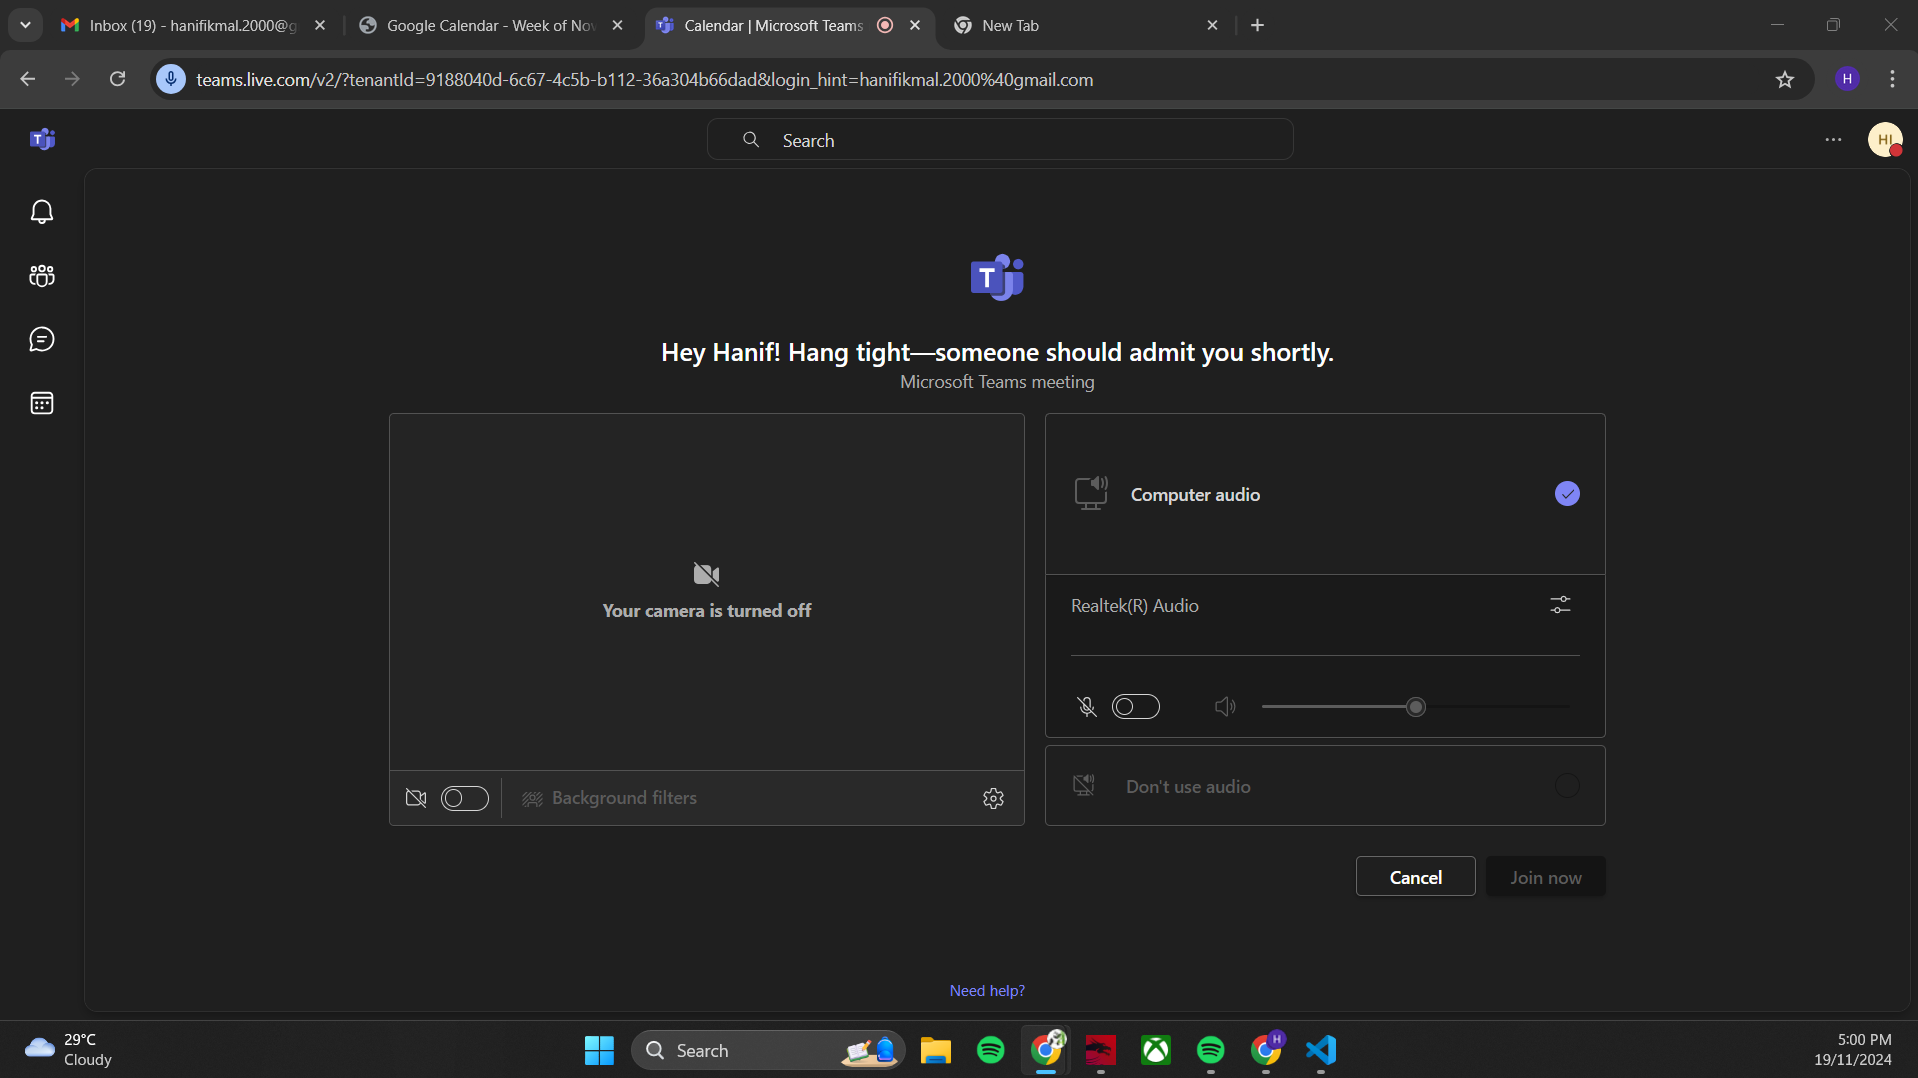 Inbox (19) - hanifikmal.2000@g
Google Calendar - Week of Nov
Calendar | Microsoft Teams
New Tab
teams.live.com/v2/?tenantId=9188040d-6c67-4c5b-b112-36a304b66dad&login_hint=hanifikmal.2000%40gmail.com
H
T
Search
HI
T
Hey Hanif! Hang tight—someone should admit you shortly.
Microsoft Teams meeting
Computer audio
Your camera is turned off
Realtek(R) Audio
Background filters
Don't use audio
Cancel
Join now
Need help?
29°C
Cloudy
Search
H
5:00 PM
19/11/2024